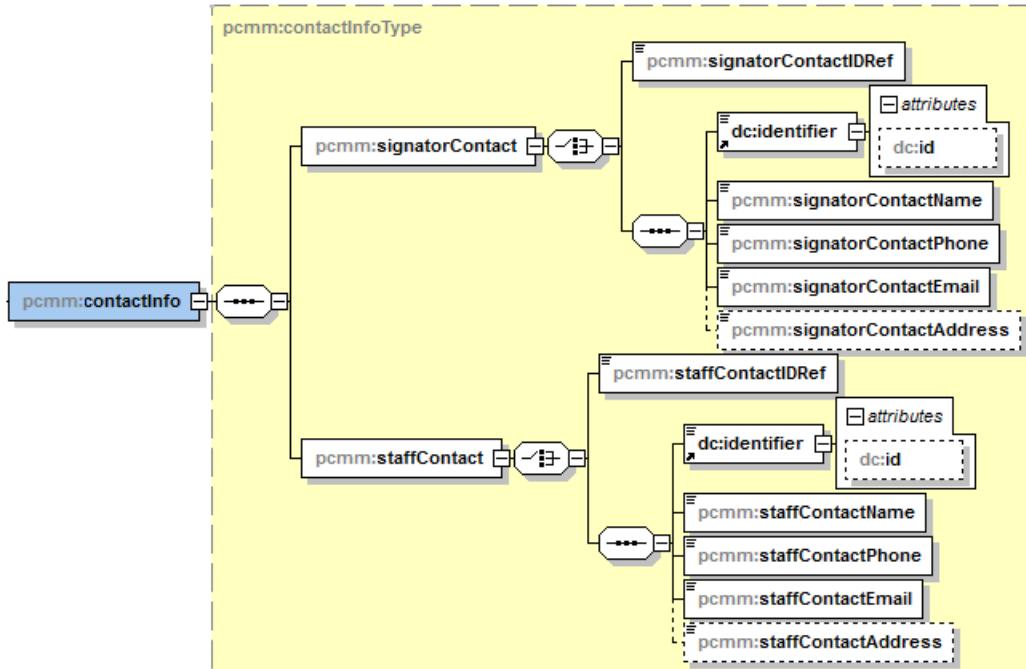 pcmm:contactInfoType
pcmm:signatorContactIDRef
attributes
dc:identifier
dc:id
pcmm:signatorContact
pcmm:signatorContactName
pcmm:signatorContactPhone
pcmm:signatorContactEmail
pcmm:signatorContactAddress
pcmm:contactInfo
pcmm:staffContactIDRef
attributes
dc:identifier
dc:id
pcmm:staffContact
pcmm:staffContactName
pcmm:staffContactPhone
pcmm:staffContactEmail
pcmm:staffContactAddress